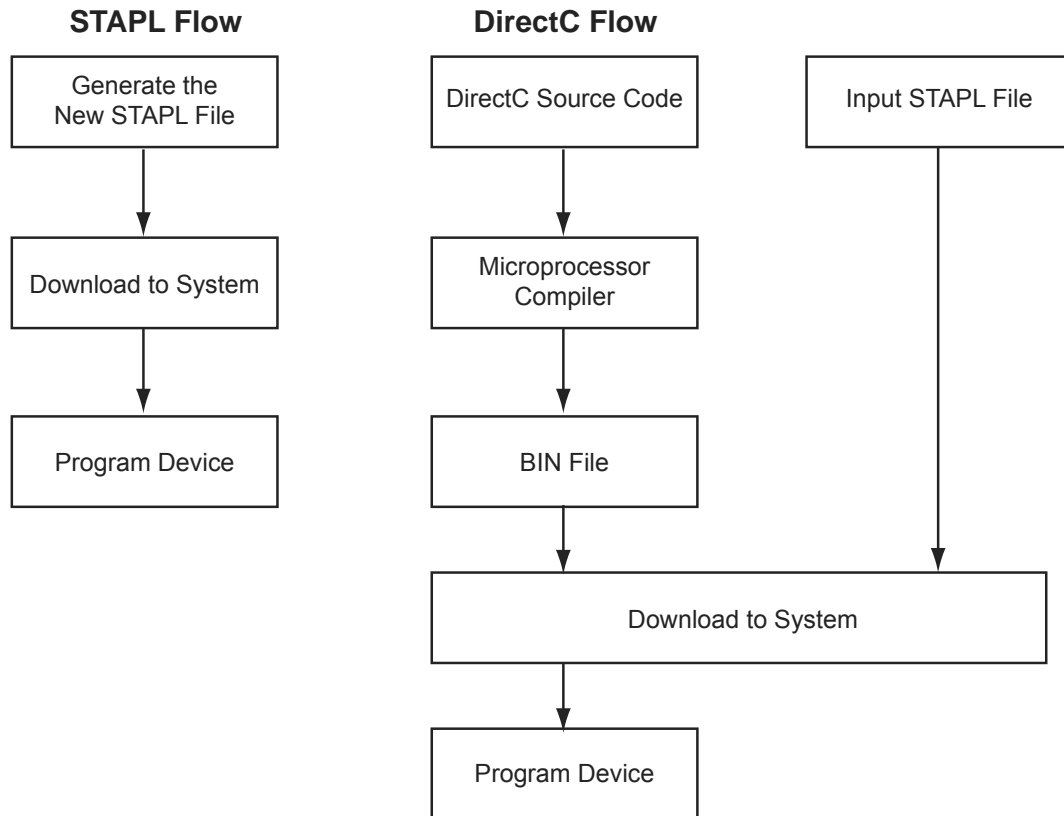 STAPL Flow
Generate the
New STAPL File
Download to System
Program Device
DirectC Flow
DirectC Source Code
Input STAPL File
Microprocessor
Compiler
BIN File
Download to System
Program Device